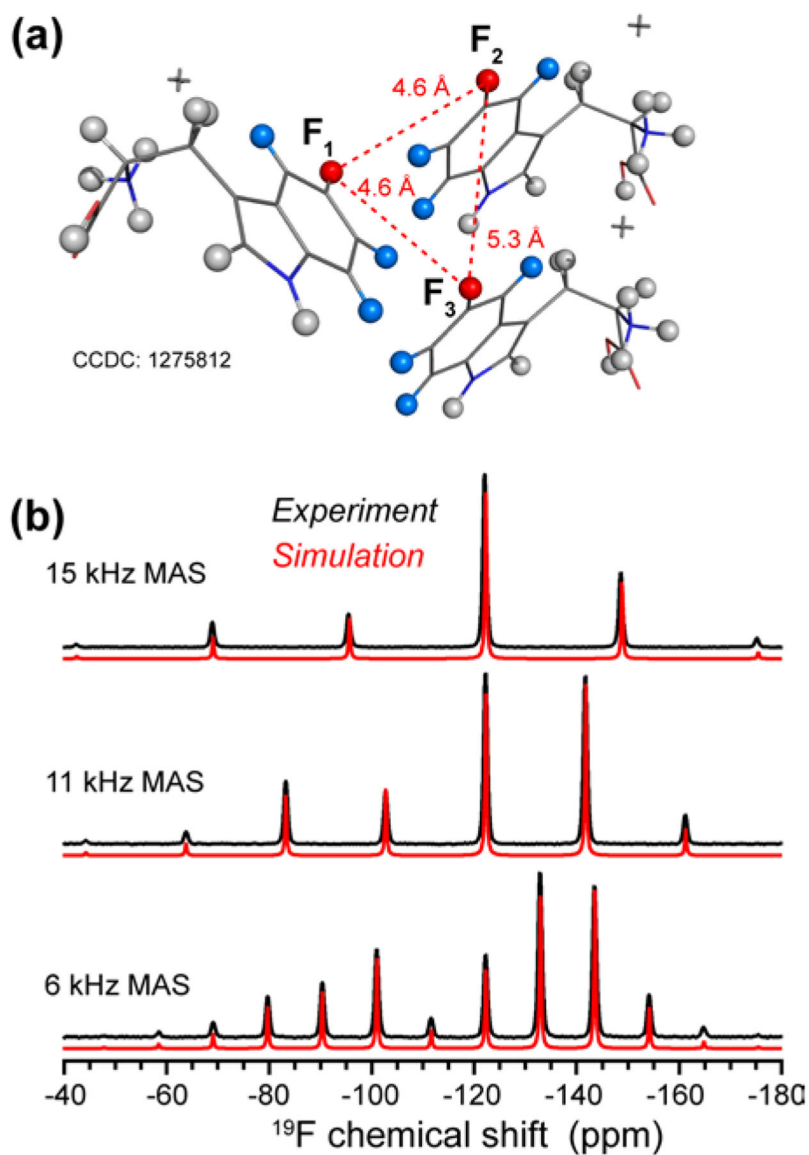 (a)
F2
4.6 Å
F1
4.6 Å
5.3 Å
F3
CCDC: 1275812
(b)
Experiment
Simulation
15 kHz MAS
11 kHz MAS
6 kHz MAS
-40 -60 -80 -100 -120 -140 -160 -180
19F chemical shift (ppm)